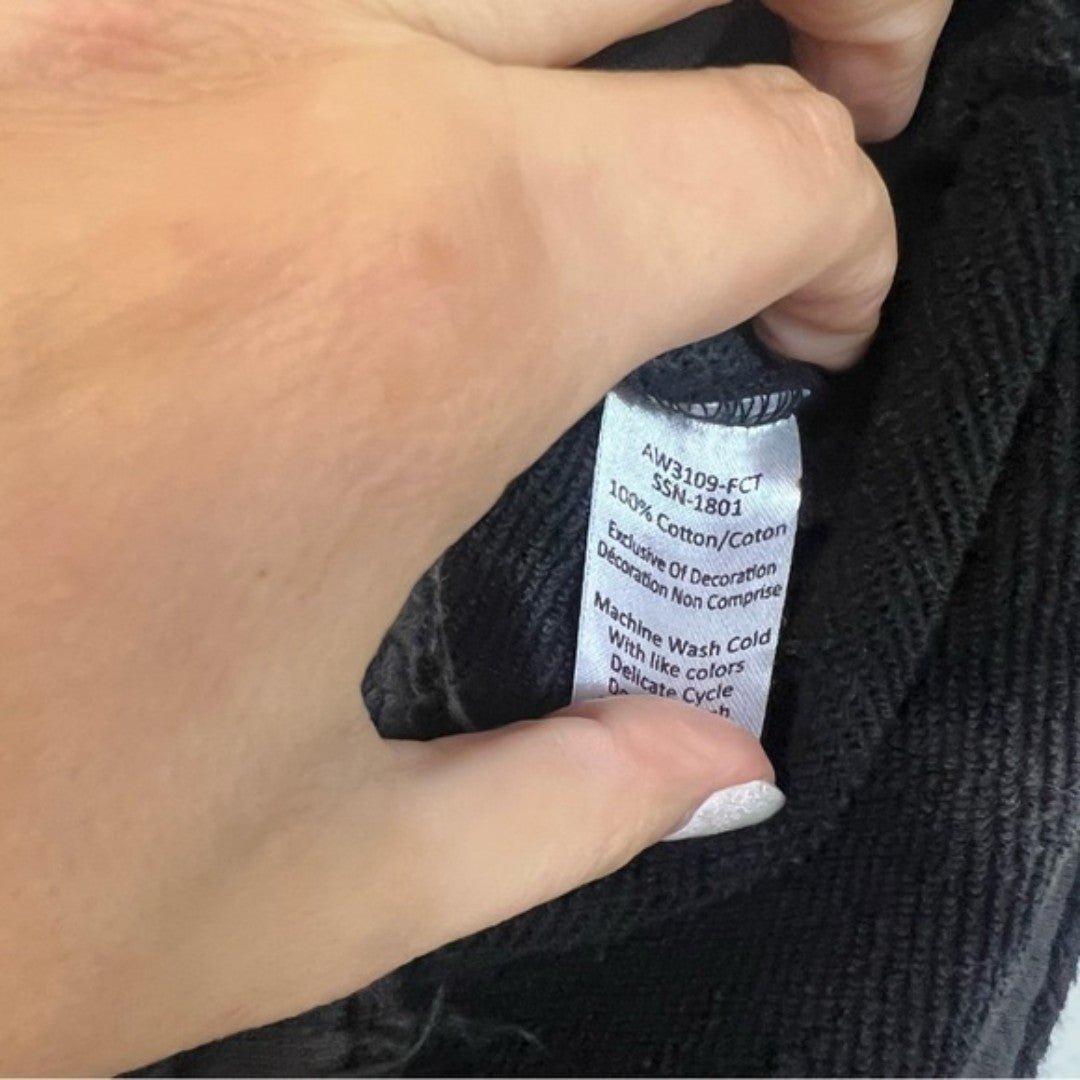 AW3109-FCT
SSN-1801
100% Cotton/Coton
Exclusive Of Decoration
Décoration Non Comprise
Machine Wash Cold
With like colors
Delicate Cycle